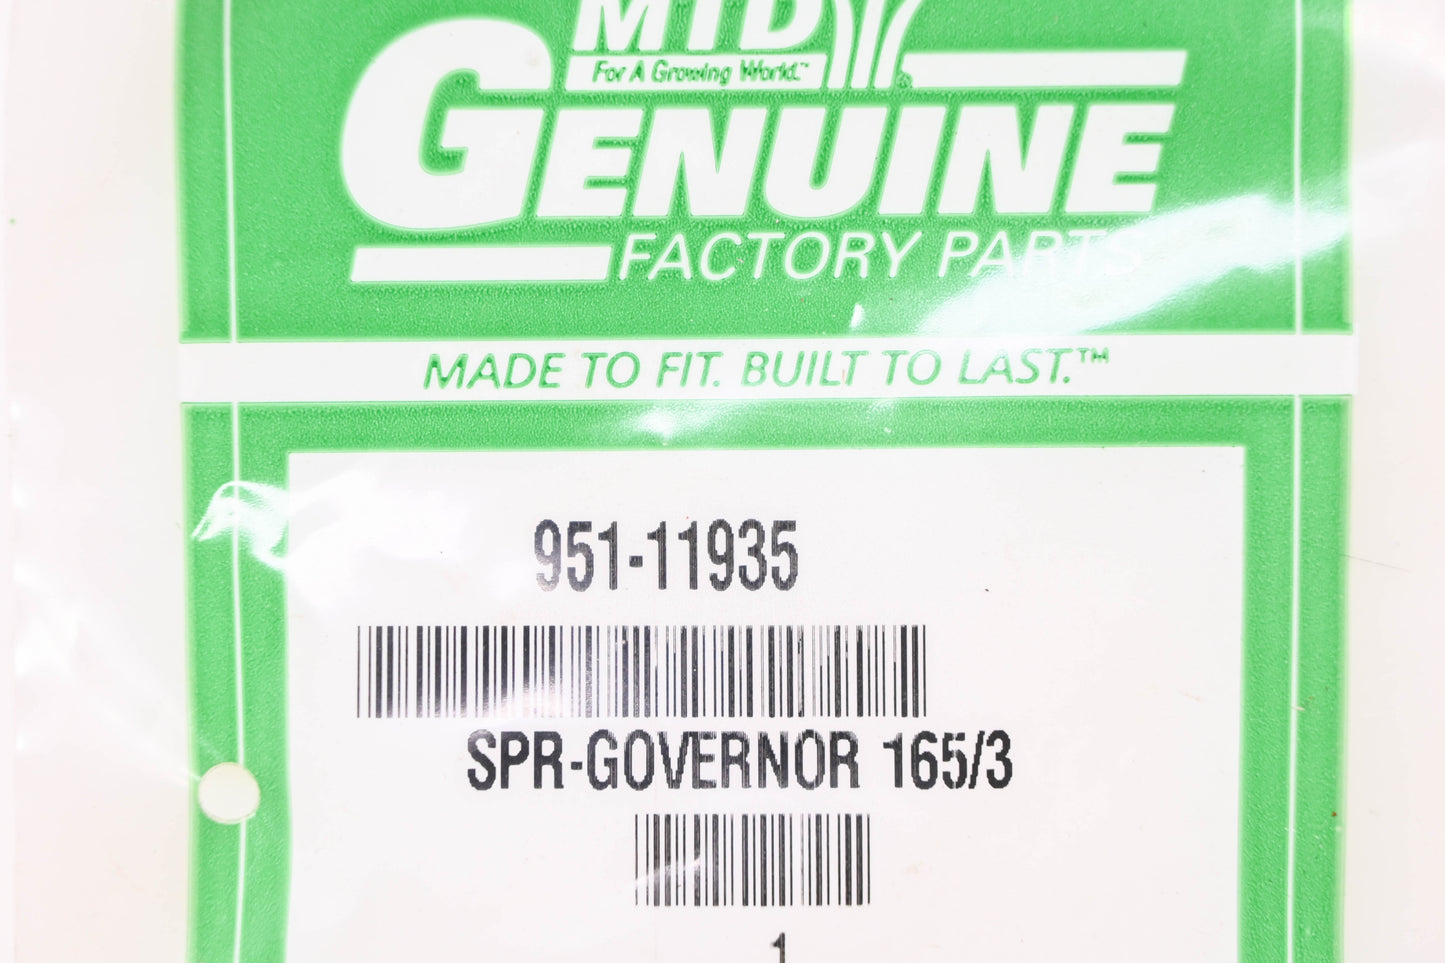 MTD
For A Growing World.™
GENUINE
FACTORY PARTS
MADE TO FIT. BUILT TO LAST.™
951-11935
SPR-GOVERNOR 165/3
1